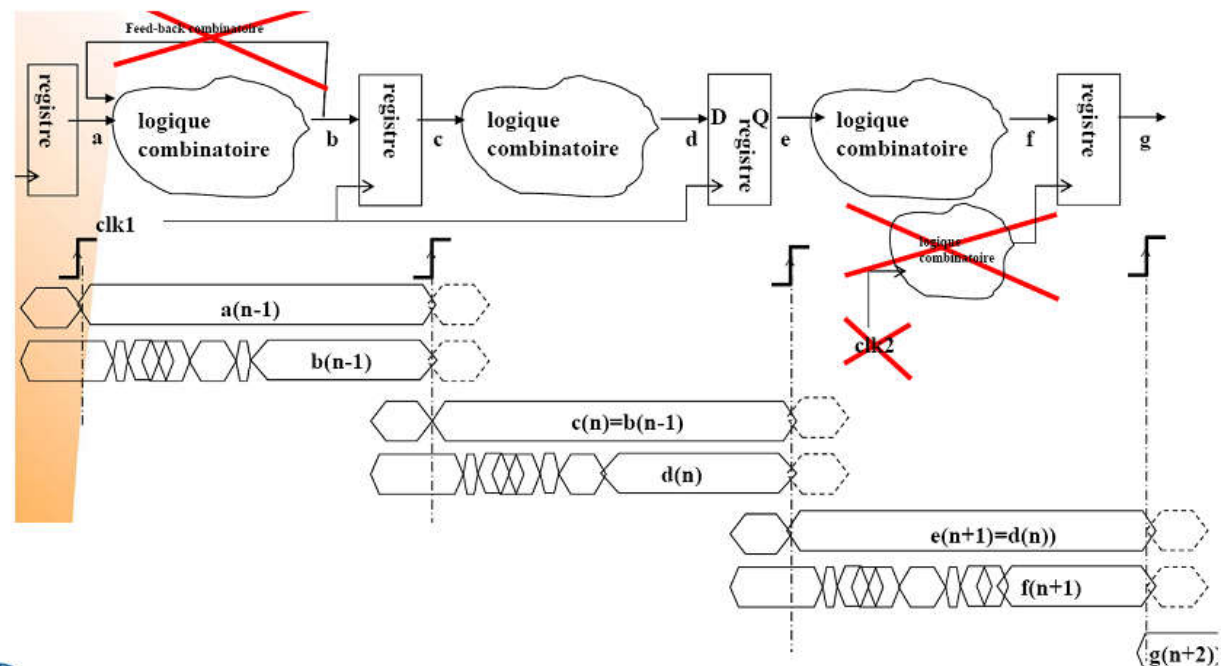 Feed-back combinatoire
registre
a
logique
combinatoire
b
registre
c
logique
combinatoire
d
D Q
registre
e
logique
combinatoire
f
registre
g
clk1
logique
combinatoire
clk2
a(n-1)
b(n-1)
c(n)=b(n-1)
d(n)
e(n+1)=d(n))
f(n+1)
g(n+2)